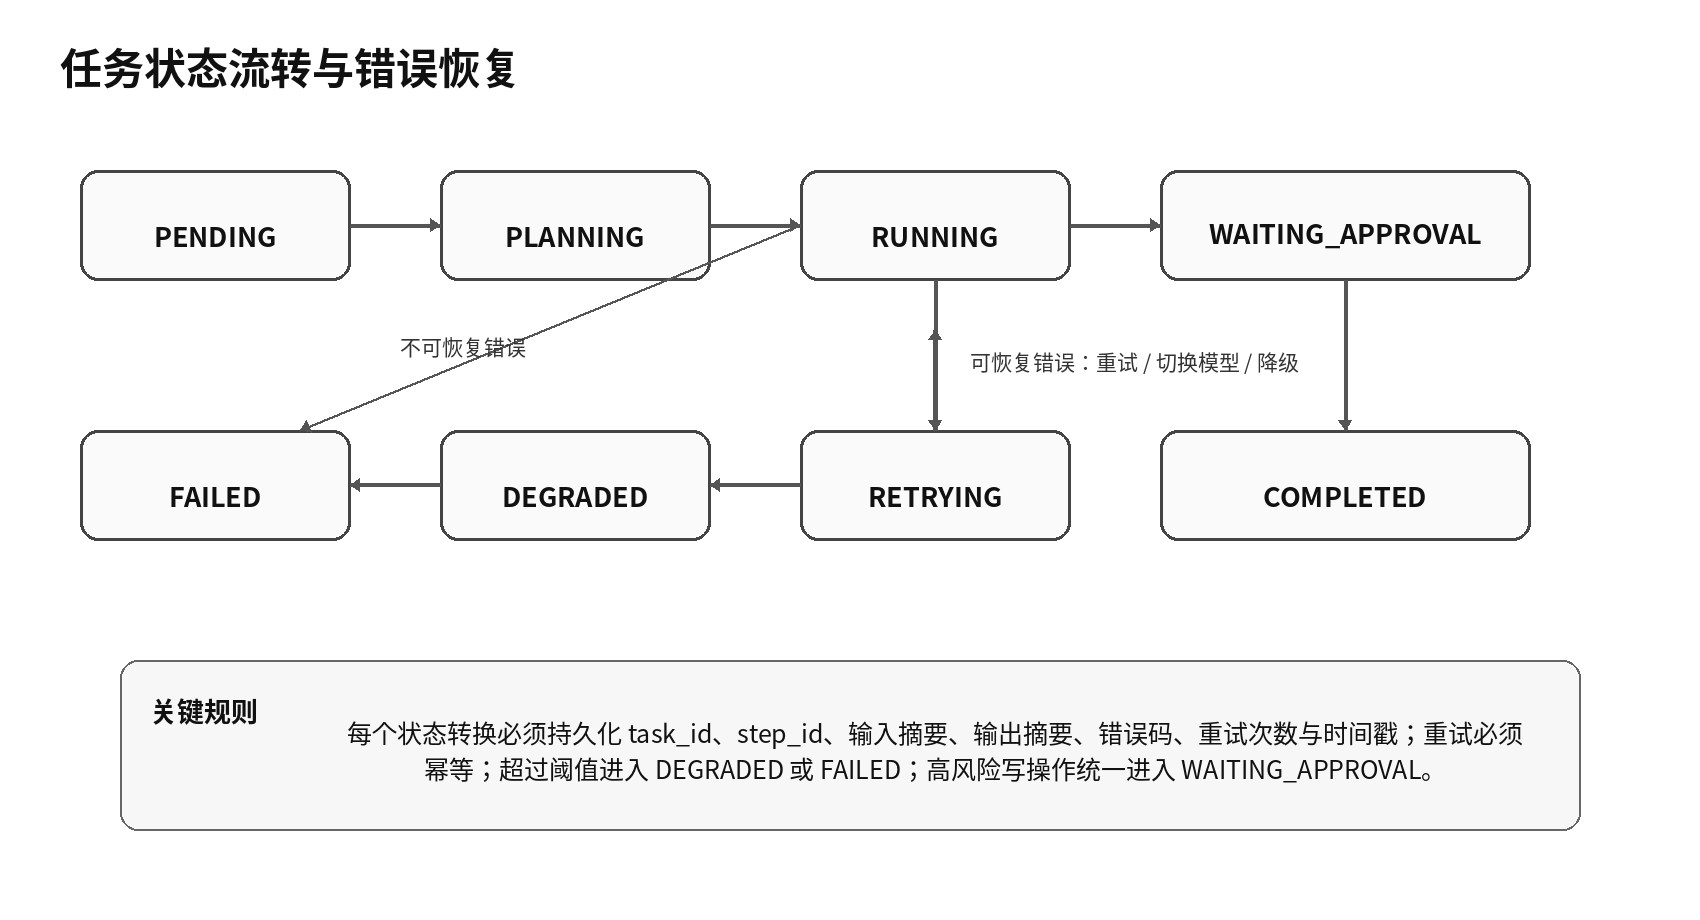 任务状态流转与错误恢复
PENDING
PLANNING
RUNNING
WAITING_APPROVAL
不可恢复错误
可恢复错误：重试 / 切换模型 / 降级
FAILED
DEGRADED
RETRYING
COMPLETED
关键规则
每个状态转换必须持久化 task_id、step_id、输入摘要、输出摘要、错误码、重试次数与时间戳；重试必须
幂等；超过阈值进入 DEGRADED 或 FAILED；高风险写操作统一进入 WAITING_APPROVAL。